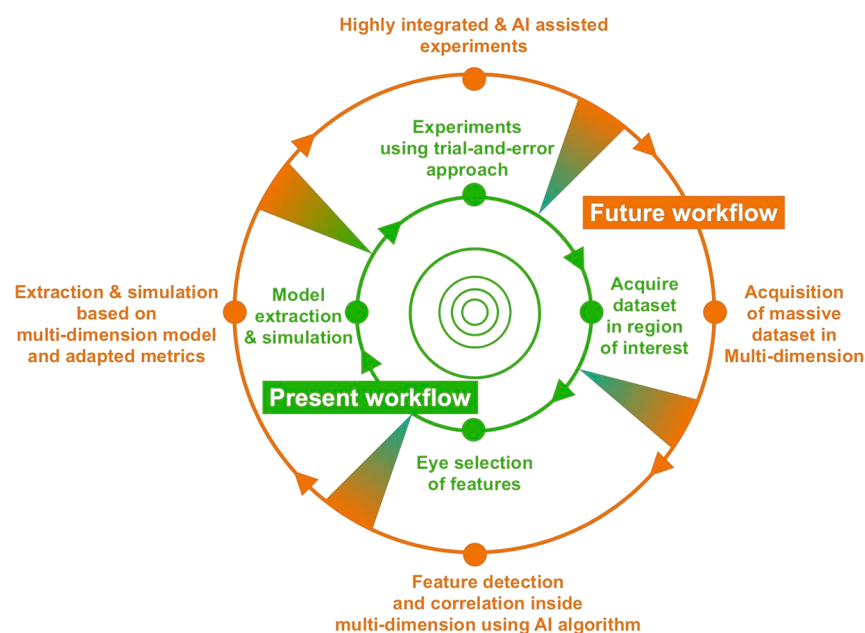 Highly integrated & AI assisted
experiments
Experiments
using trial-and-error
approach
Future workflow
Extraction & simulation
based on
multi-dimension model
and adapted metrics
Model
extraction
& simulation
Acquire
dataset
in region
of interest
Acquisition
of massive
dataset in
Multi-dimension
Present workflow
Eye selection
of features
Feature detection
and correlation inside
multi-dimension using AI algorithm